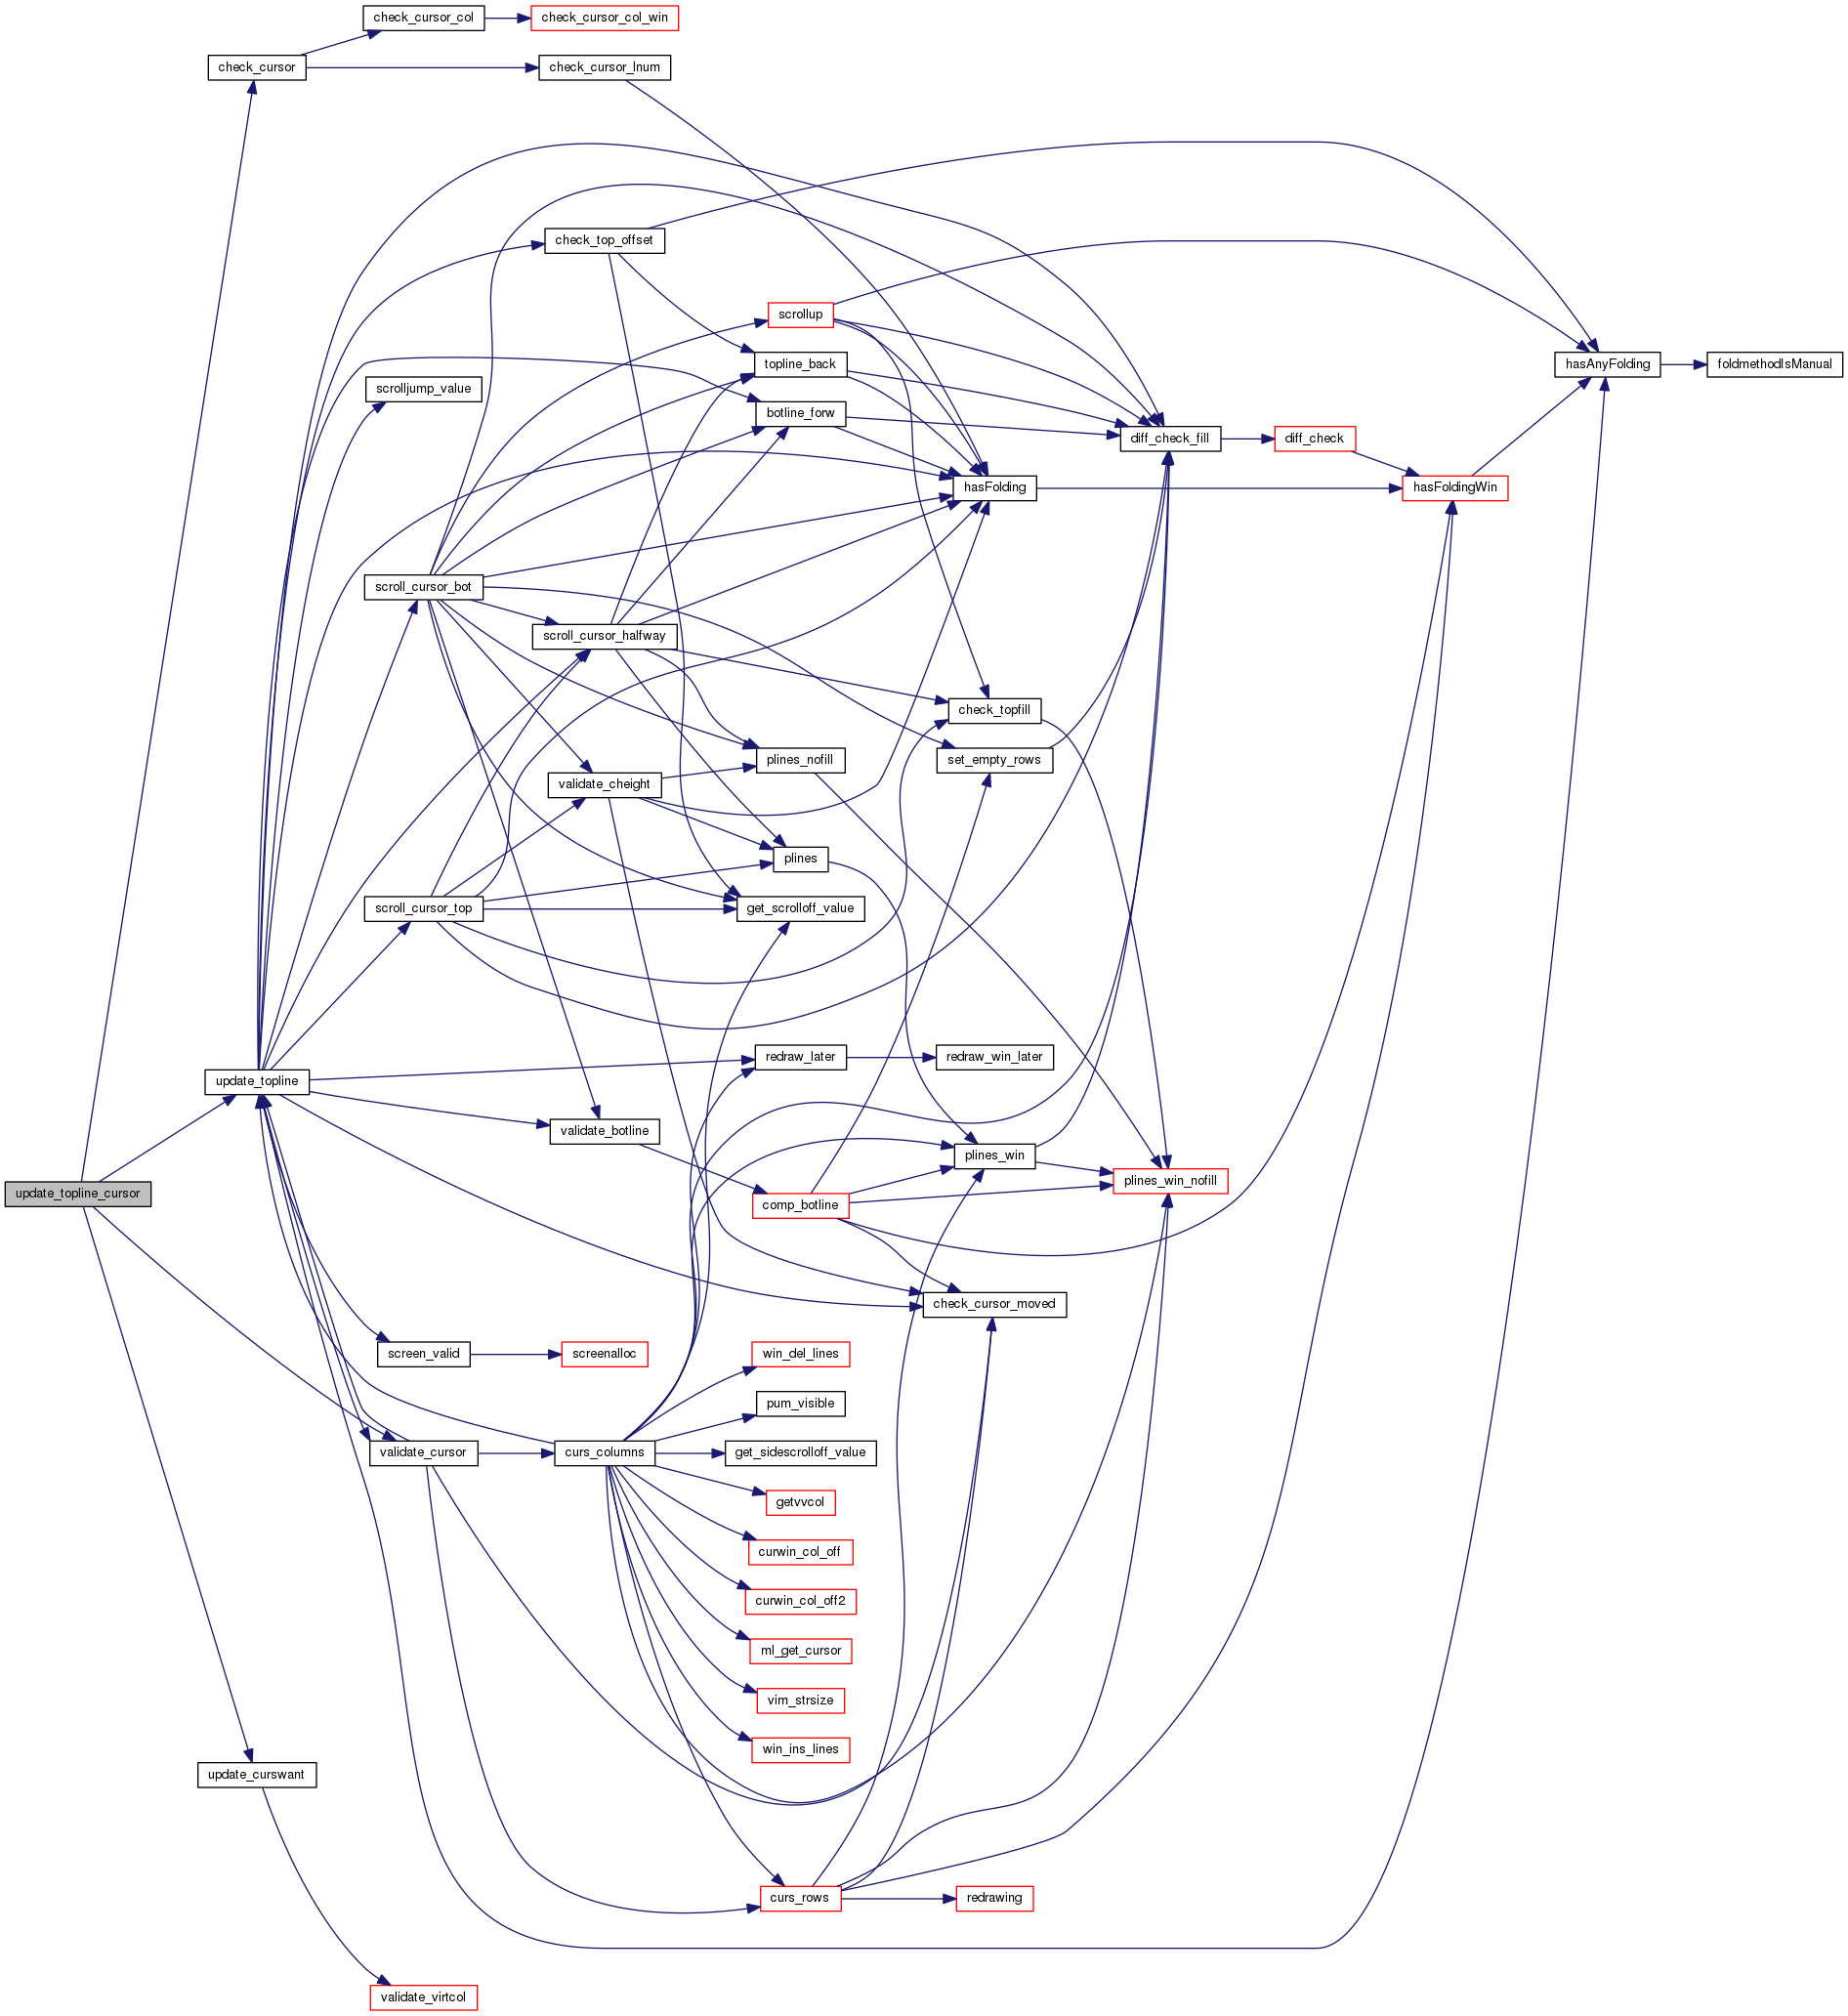 check_cursor_col
check_cursor_col_win
check_cursor
check_cursor_lnum
check_top_offset
scrollup
topline_back
hasAnyFolding
foldmethodIsManual
scrolljump_value
botline_forw
diff_check_fill
diff_check
hasFolding
hasFoldingWin
scroll_cursor_bot
scroll_cursor_halfway
check_topfill
plines_nofill
set_empty_rows
validate_cheight
plines
scroll_cursor_top
get_scrolloff_value
redraw_later
redraw_win_later
update_topline
validate_botline
plines_win
plines_win_nofill
update_topline_cursor
comp_botline
check_cursor_moved
screen_valid
screenalloc
win_del_lines
pum_visible
validate_cursor
curs_columns
get_sidescrolloff_value
getvvcol
curwin_col_off
curwin_col_off2
ml_get_cursor
vim_strsize
win_ins_lines
update_curswant
curs_rows
redrawing
validate_virtcol